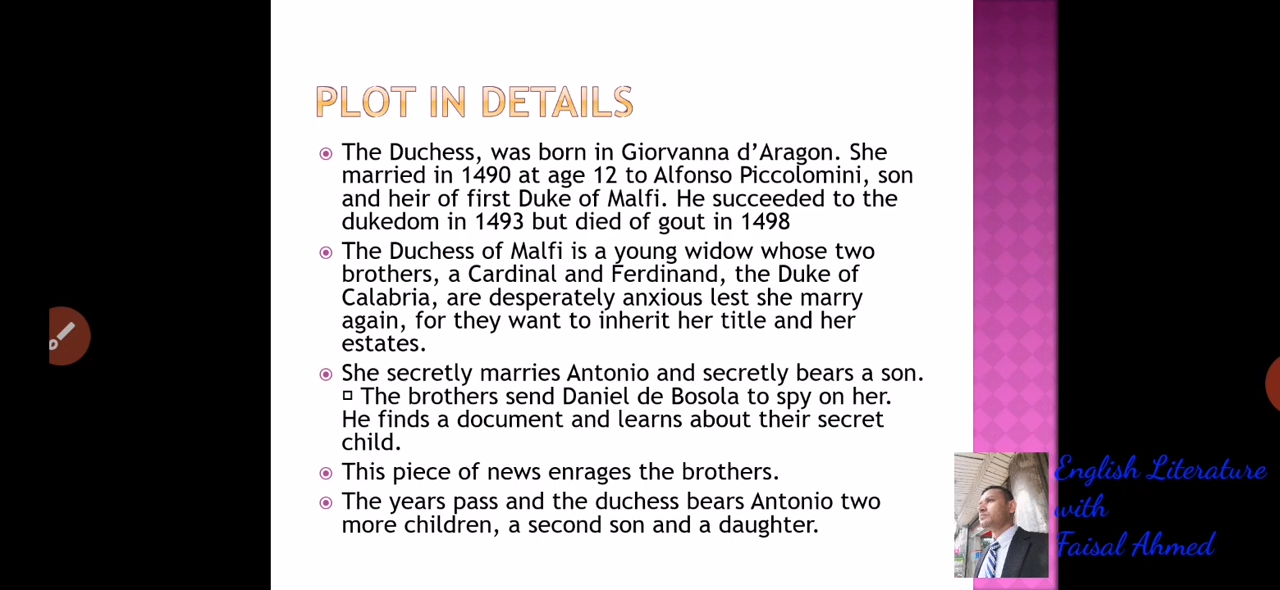 PLOT IN DETAILS
The Duchess, was born in Giorvanna d’Aragon. She
married in 1490 at age 12 to Alfonso Piccolomini, son
and heir of first Duke of Malfi. He succeeded to the
dukedom in 1493 but died of gout in 1498
The Duchess of Malfi is a young widow whose two
brothers, a Cardinal and Ferdinand, the Duke of
Calabria, are desperately anxious lest she marry
again, for they want to inherit her title and her
estates.
She secretly marries Antonio and secretly bears a son.
The brothers send Daniel de Bosola to spy on her.
He finds a document and learns about their secret
child.
This piece of news enrages the brothers.
The years pass and the duchess bears Antonio two
more children, a second son and a daughter.
English Literature
with
Faisal Ahmed